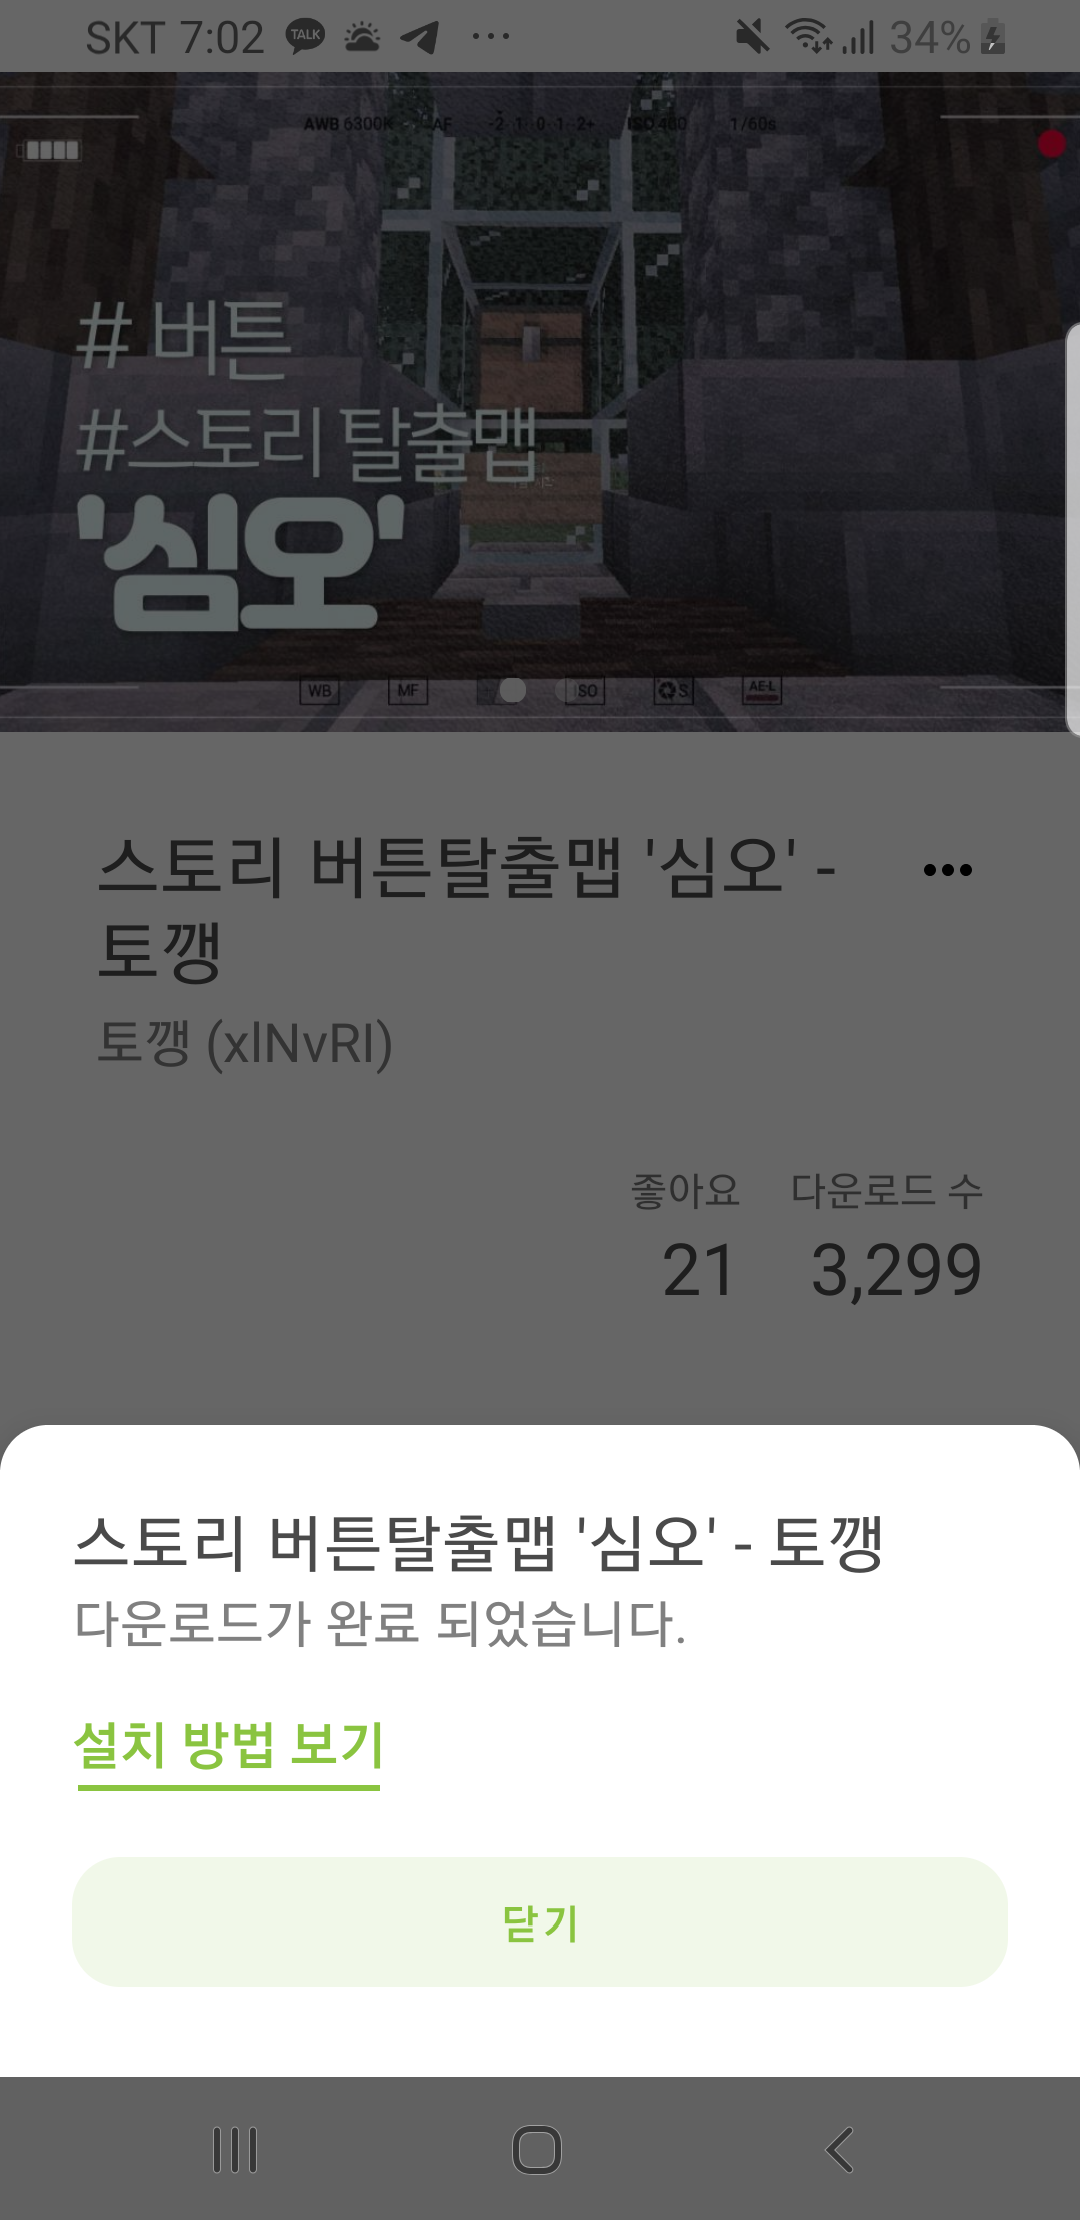 SKT 7:02 TALK ... 34%
AWB 6300K AF -2 1 0 1 2+ ISO 400 1/60s
# 버튼
#스토리 탈출맵
'심오'
WB MF ISO S AE-L
스토리 버튼탈출맵 '심오' -
토깽
토깽 (xlNvRI)
좋아요 다운로드 수
21 3,299
스토리 버튼탈출맵 '심오' - 토깽
다운로드가 완료 되었습니다.
설치 방법 보기
닫기